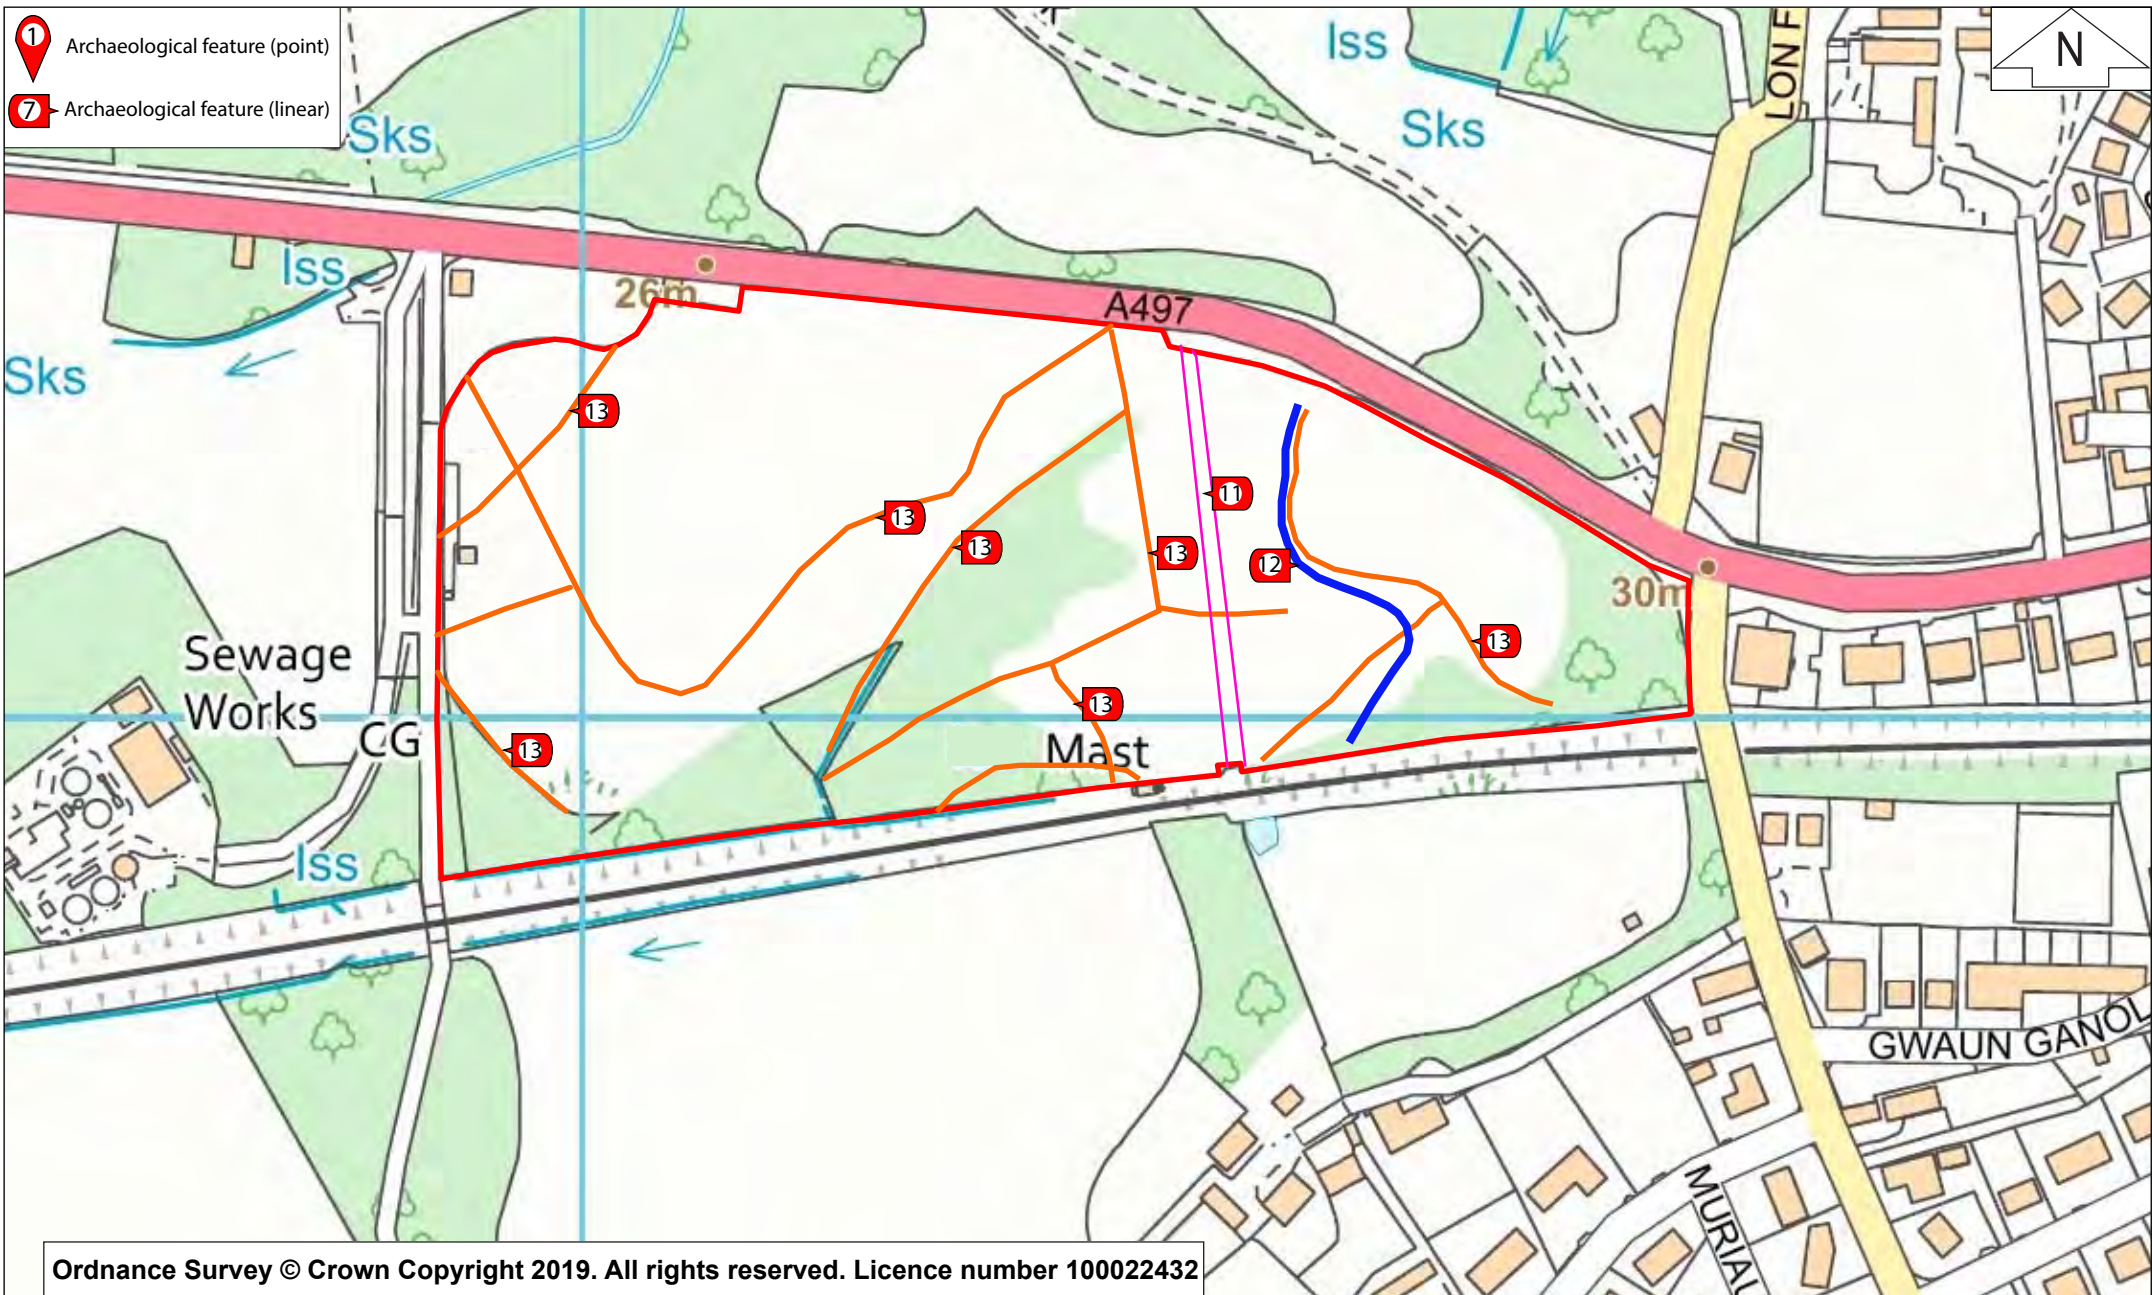 1 Archaeological feature (point)
7 Archaeological feature (linear)
N
Iss
LON F
Sks
Sks
Iss
26m
A497
Sks
13
11
13
13
13
12
30m
13
Sewage
Works
CG
13
13
Mast
Iss
GWAUN GANOL
MURIAU
Ordnance Survey © Crown Copyright 2019. All rights reserved. Licence number 100022432